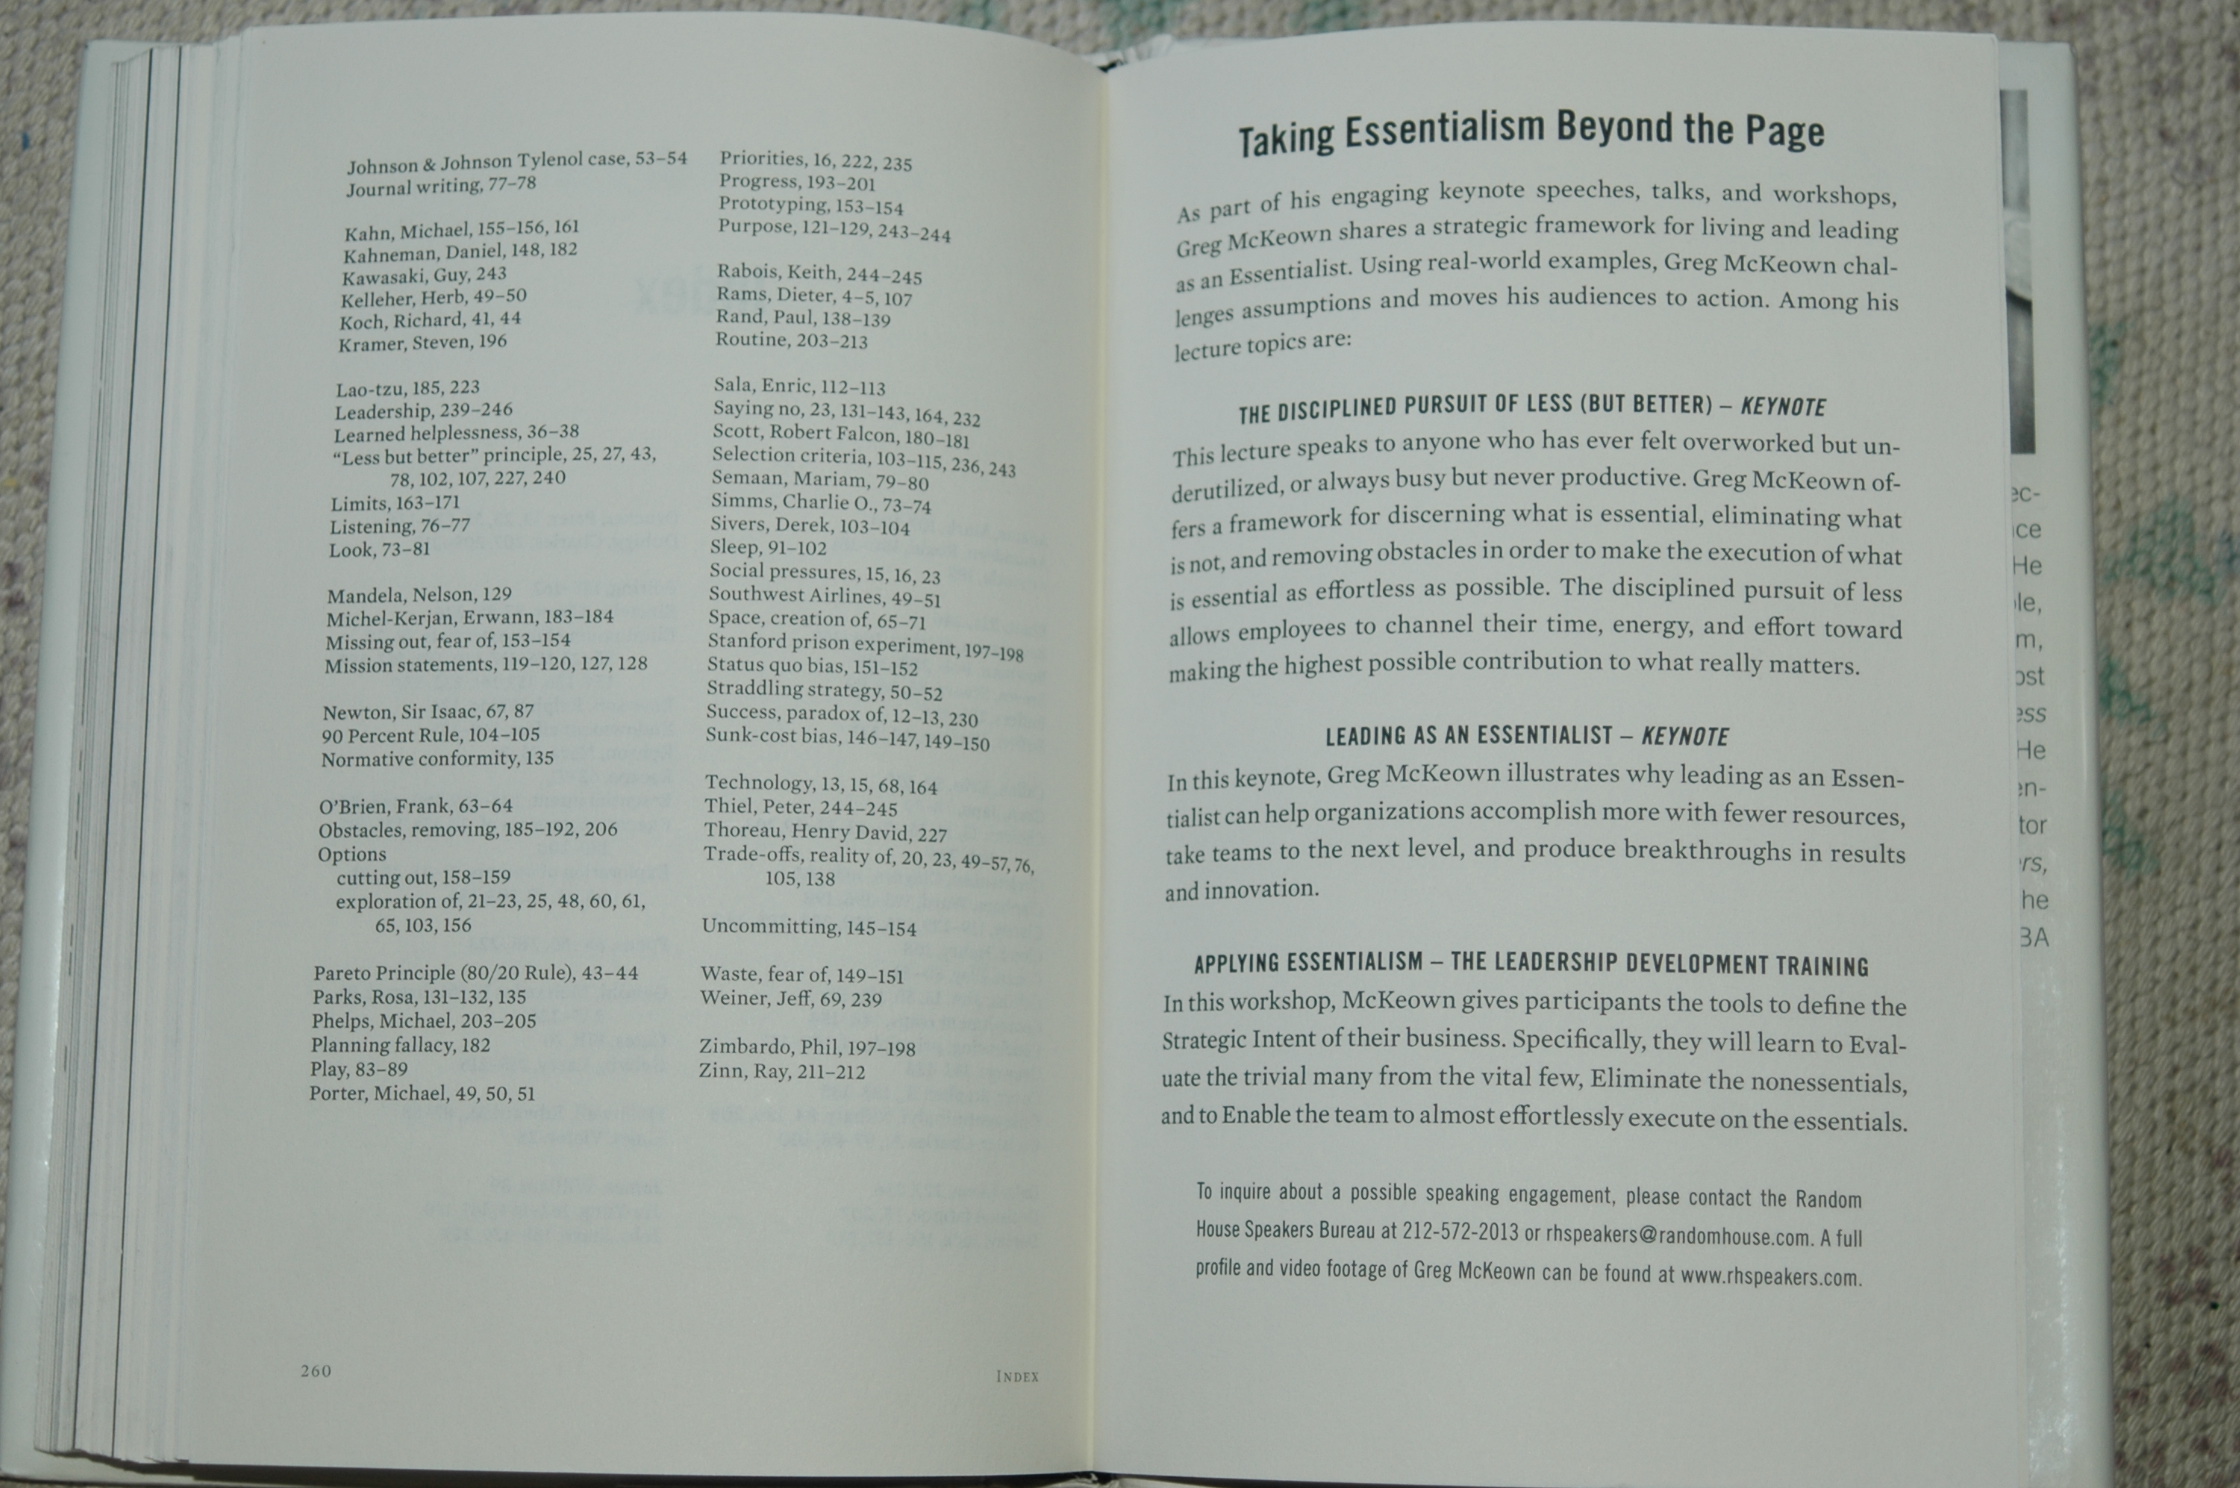 Johnson & Johnson Tylenol case, 53–54
Journal writing, 77–78
Kahn, Michael, 155–156, 161
Kahneman, Daniel, 148, 182
Kawasaki, Guy, 243
Kelleher, Herb, 49–50
Koch, Richard, 41, 44
Kramer, Steven, 196
Lao-tzu, 185, 223
Leadership, 239–246
Learned helplessness, 36–38
“Less but better” principle, 25, 27, 43,
78, 102, 107, 227, 240
Limits, 163–171
Listening, 76–77
Look, 73–81
Mandela, Nelson, 129
Michel-Kerjan, Erwann, 183–184
Missing out, fear of, 153–154
Mission statements, 119–120, 127, 128
Newton, Sir Isaac, 67, 87
90 Percent Rule, 104–105
Normative conformity, 135
O’Brien, Frank, 63–64
Obstacles, removing, 185–192, 206
Options
cutting out, 158–159
exploration of, 21–23, 25, 48, 60, 61,
65, 103, 156
Pareto Principle (80/20 Rule), 43–44
Parks, Rosa, 131–132, 135
Phelps, Michael, 203–205
Planning fallacy, 182
Play, 83–89
Porter, Michael, 49, 50, 51
Priorities, 16, 222, 235
Progress, 193–201
Prototyping, 153–154
Purpose, 121–129, 243–244
Rabois, Keith, 244–245
Rams, Dieter, 4–5, 107
Rand, Paul, 138–139
Routine, 203–213
Sala, Enric, 112–113
Saying no, 23, 131–143, 164, 232
Scott, Robert Falcon, 180–181
Selection criteria, 103–115, 236, 243
Semaan, Mariam, 79–80
Simms, Charlie O., 73–74
Sivers, Derek, 103–104
Sleep, 91–102
Social pressures, 15, 16, 23
Southwest Airlines, 49–51
Space, creation of, 65–71
Stanford prison experiment, 197–198
Status quo bias, 151–152
Straddling strategy, 50–52
Success, paradox of, 12–13, 230
Sunk-cost bias, 146–147, 149–150
Technology, 13, 15, 68, 164
Thiel, Peter, 244–245
Thoreau, Henry David, 227
Trade-offs, reality of, 20, 23, 49–57, 76,
105, 138
Uncommitting, 145–154
Waste, fear of, 149–151
Weiner, Jeff, 69, 239
Zimbardo, Phil, 197–198
Zinn, Ray, 211–212
260
INDEX
Taking Essentialism Beyond the Page
As part of his engaging keynote speeches, talks, and workshops,
Greg McKeown shares a strategic framework for living and leading
as an Essentialist. Using real-world examples, Greg McKeown chal-
lenges assumptions and moves his audiences to action. Among his
lecture topics are:
THE DISCIPLINED PURSUIT OF LESS (BUT BETTER) – KEYNOTE
This lecture speaks to anyone who has ever felt overworked but un-
derutilized, or always busy but never productive. Greg McKeown of-
fers a framework for discerning what is essential, eliminating what
is not, and removing obstacles in order to make the execution of what
is essential as effortless as possible. The disciplined pursuit of less
allows employees to channel their time, energy, and effort toward
making the highest possible contribution to what really matters.
LEADING AS AN ESSENTIALIST – KEYNOTE
In this keynote, Greg McKeown illustrates why leading as an Essen-
tialist can help organizations accomplish more with fewer resources,
take teams to the next level, and produce breakthroughs in results
and innovation.
APPLYING ESSENTIALISM – THE LEADERSHIP DEVELOPMENT TRAINING
In this workshop, McKeown gives participants the tools to define the
Strategic Intent of their business. Specifically, they will learn to Eval-
uate the trivial many from the vital few, Eliminate the nonessentials,
and to Enable the team to almost effortlessly execute on the essentials.
To inquire about a possible speaking engagement, please contact the Random
House Speakers Bureau at 212-572-2013 or rhspeakers@randomhouse.com. A full
profile and video footage of Greg McKeown can be found at www.rhspeakers.com.
He
He